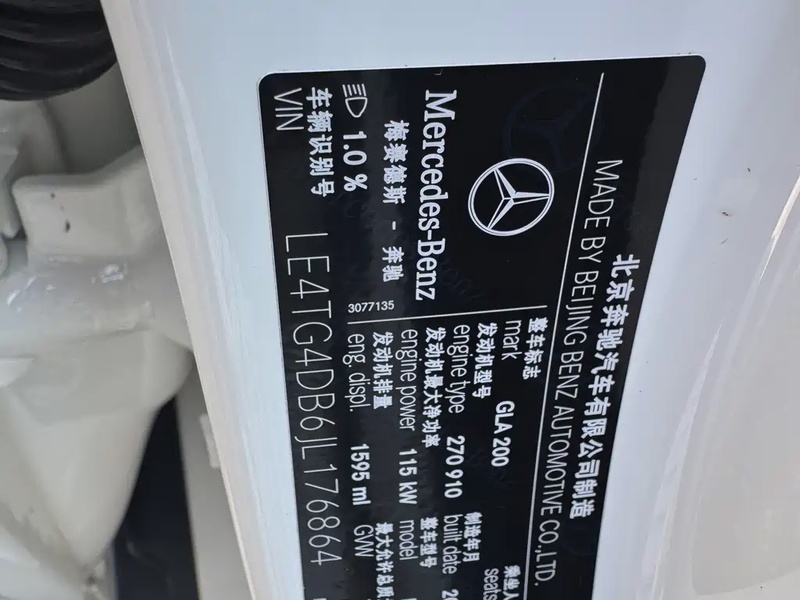 北京奔驰汽车有限公司制造
MADE BY BEIJING BENZ AUTOMOTIVE CO.,LTD.
Mercedes-Benz
梅赛德斯 - 奔驰
1.0 %
3077135
整车标志
mark GLA 200
发动机型号
engine type 270 910
发动机最大净功率
engine power 115 kW
发动机排量
eng. displ. 1595 ml
乘坐人
seats
制造年月
built date 20
整车型号
model
最大允许总质
GVW
车辆识别号
VIN LE4TG4DB6JL176864